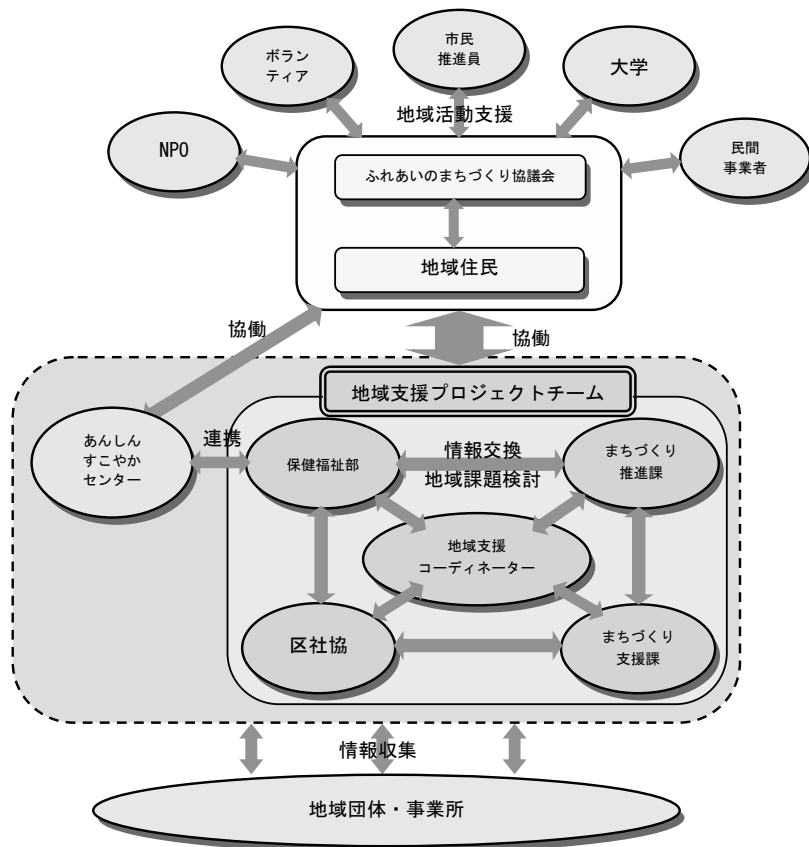 市民
推進員
ボラン
ティア
大学
地域活動支援
NPO
民間
事業者
ふれあいのまちづくり協議会
地域住民
協働
協働
地域支援プロジェクトチーム
あんしん
すこやか
センター
連携
保健福祉部
情報交換
地域課題検討
まちづくり
推進課
地域支援
コーディネーター
区社協
まちづくり
支援課
情報収集
地域団体・事業所